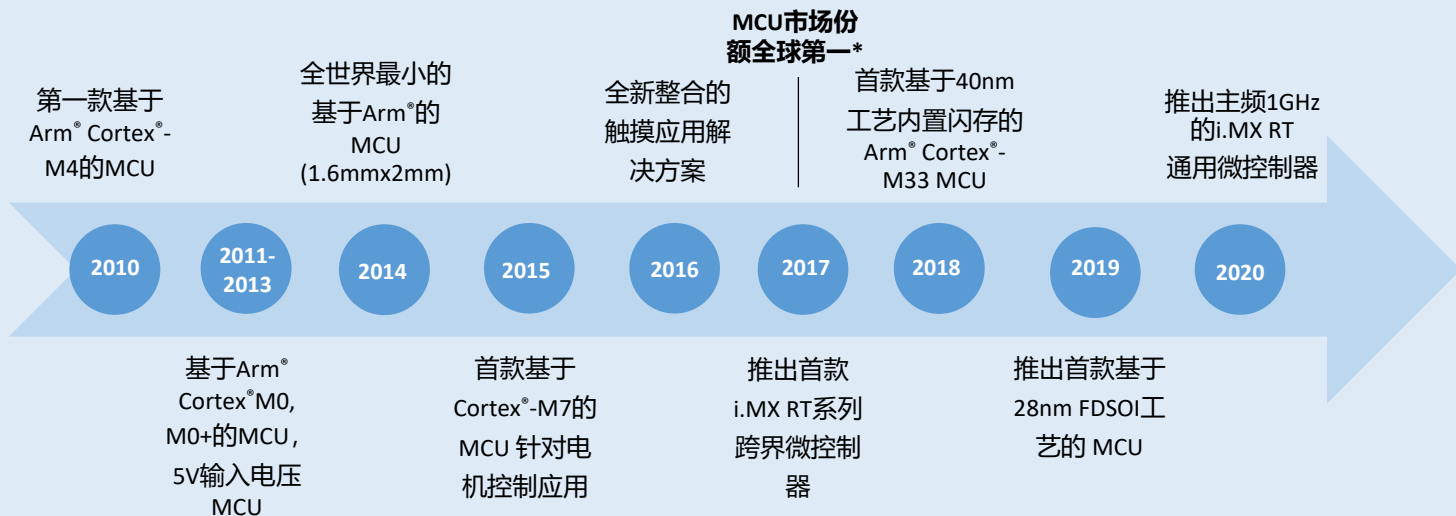 MCU市场份
额全球第一*
第一款基于
Arm® Cortex®-
M4的MCU
全世界最小的
基于Arm®的
MCU
(1.6mmx2mm)
全新整合的
触摸应用解
决方案
首款基于40nm
工艺内置闪存的
Arm® Cortex®-
M33 MCU
推出主频1GHz
的i.MX RT
通用微控制器
2010
2011-
2013
2014
2015
2016
2017
2018
2019
2020
基于Arm®
Cortex®M0,
M0+的MCU，
5V输入电压
MCU
首款基于
Cortex®-M7的
MCU 针对电
机控制应用
推出首款
i.MX RT系列
跨界微控制
器
推出首款基于
28nm FDSOI工
艺的 MCU